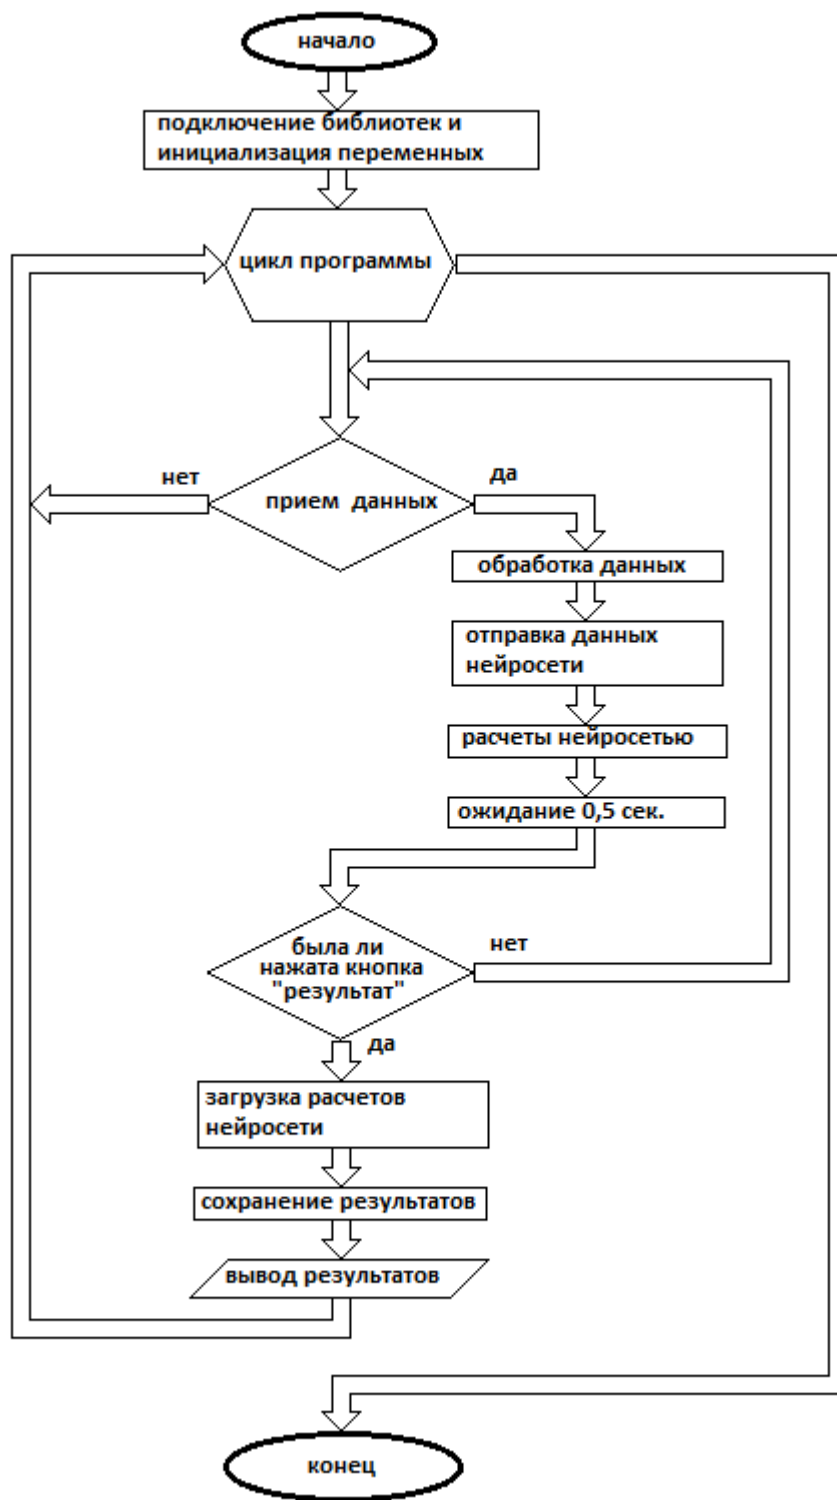 начало
подключение библиотек и
инициализация переменных
цикл программы
нет
да
прием данных
обработка данных
отправка данных
нейросети
расчеты нейросетью
ожидание 0,5 сек.
была ли
нажата кнопка
"результат"
нет
да
загрузка расчетов
нейросети
сохранение результатов
вывод результатов
конец